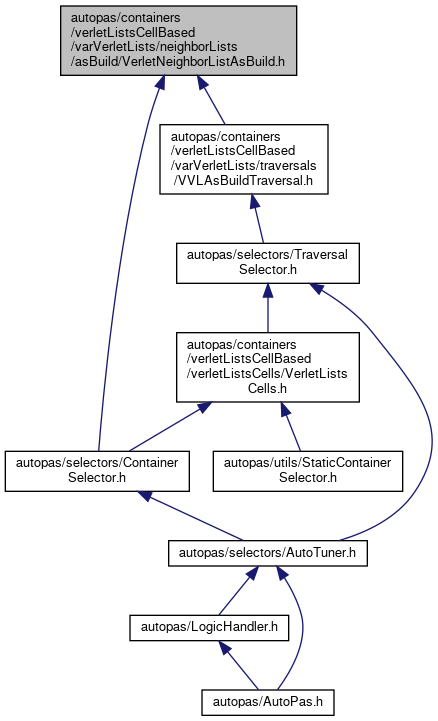 autopas/containers
/verletListsCellBased
/varVerletLists/neighborLists
/asBuild/VerletNeighborListAsBuild.h
autopas/containers
/verletListsCellBased
/varVerletLists/traversals
/VVLAsBuildTraversal.h
autopas/selectors/Traversal
Selector.h
autopas/containers
/verletListsCellBased
/verletListsCells/VerletLists
Cells.h
autopas/selectors/Container
Selector.h
autopas/utils/StaticContainer
Selector.h
autopas/selectors/AutoTuner.h
autopas/LogicHandler.h
autopas/AutoPas.h